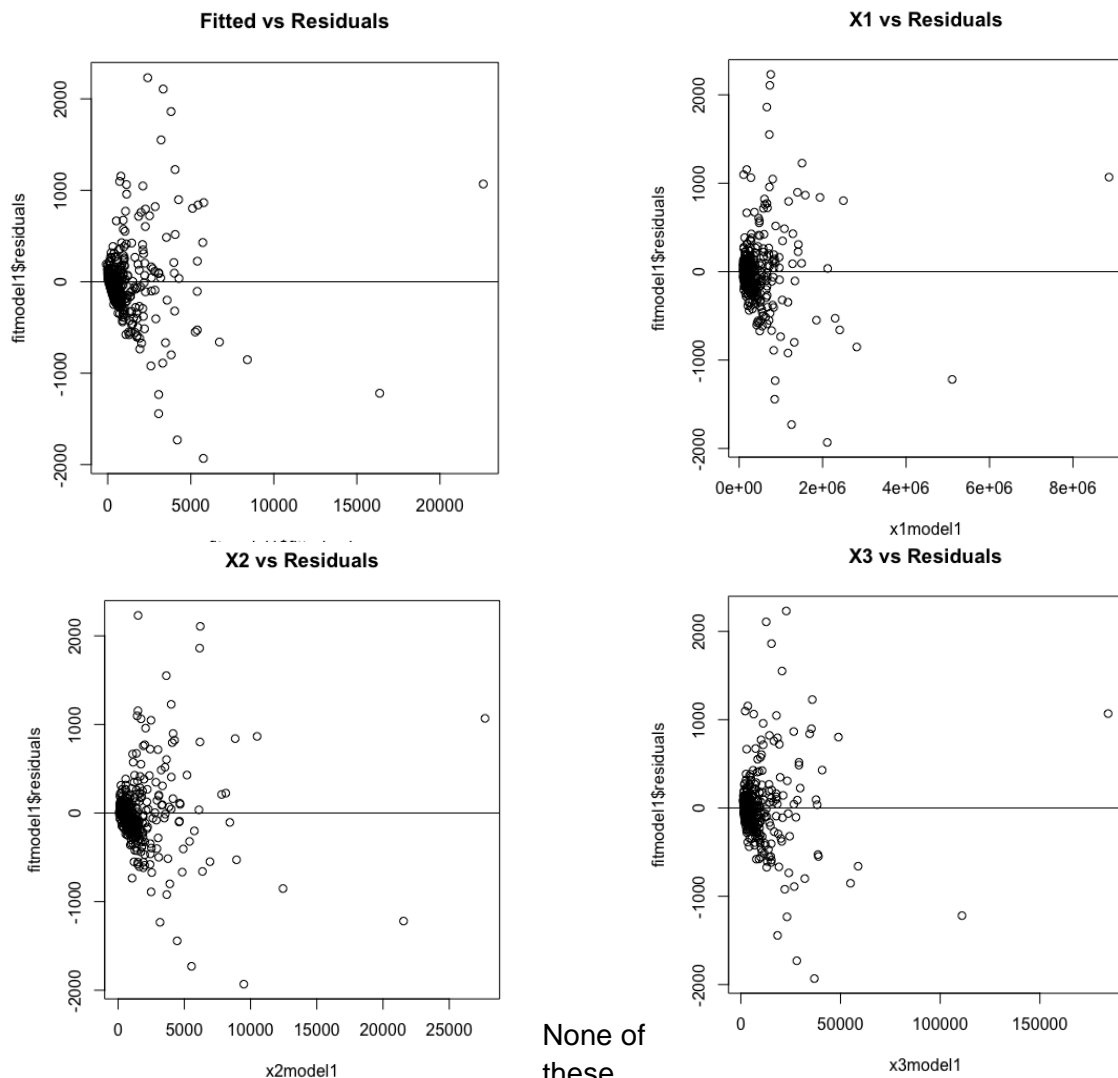 Fitted vs Residuals
fitmodel1$residuals
2000
1000
0
-1000
-2000
0 5000 10000 15000 20000
X1 vs Residuals
fitmodel1$residuals
2000
1000
0
-1000
-2000
0e+00 2e+06 4e+06 6e+06 8e+06
x1model1
X2 vs Residuals
fitmodel1$residuals
2000
1000
0
-1000
-2000
0 5000 10000 15000 20000 25000
x2model1
X3 vs Residuals
fitmodel1$residuals
2000
1000
0
-1000
-2000
0 50000 100000 150000
x3model1
None of
these